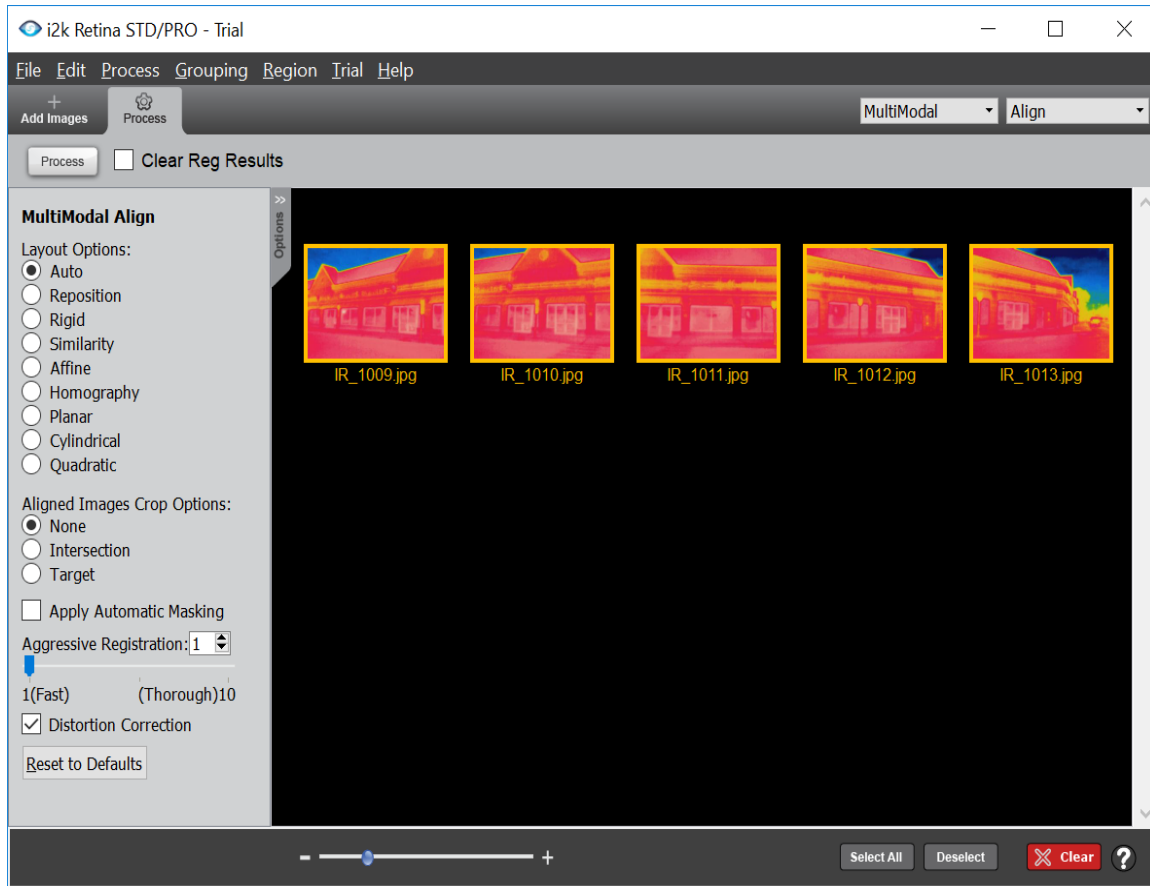 i2k Retina STD/PRO - Trial
File Edit Process Grouping Region Trial Help
Add Images
Process
MultiModal
Align
Process
Clear Reg Results
MultiModal Align
Layout Options:
Auto
Reposition
Rigid
Similarity
Affine
Homography
Planar
Cylindrical
Quadratic
Aligned Images Crop Options:
None
Intersection
Target
Apply Automatic Masking
Aggressive Registration: 1
1(Fast) (Thorough)10
Distortion Correction
Reset to Defaults
Options
IR_1009.jpg
IR_1010.jpg
IR_1011.jpg
IR_1012.jpg
IR_1013.jpg
- +
Select All
Deselect
Clear
?